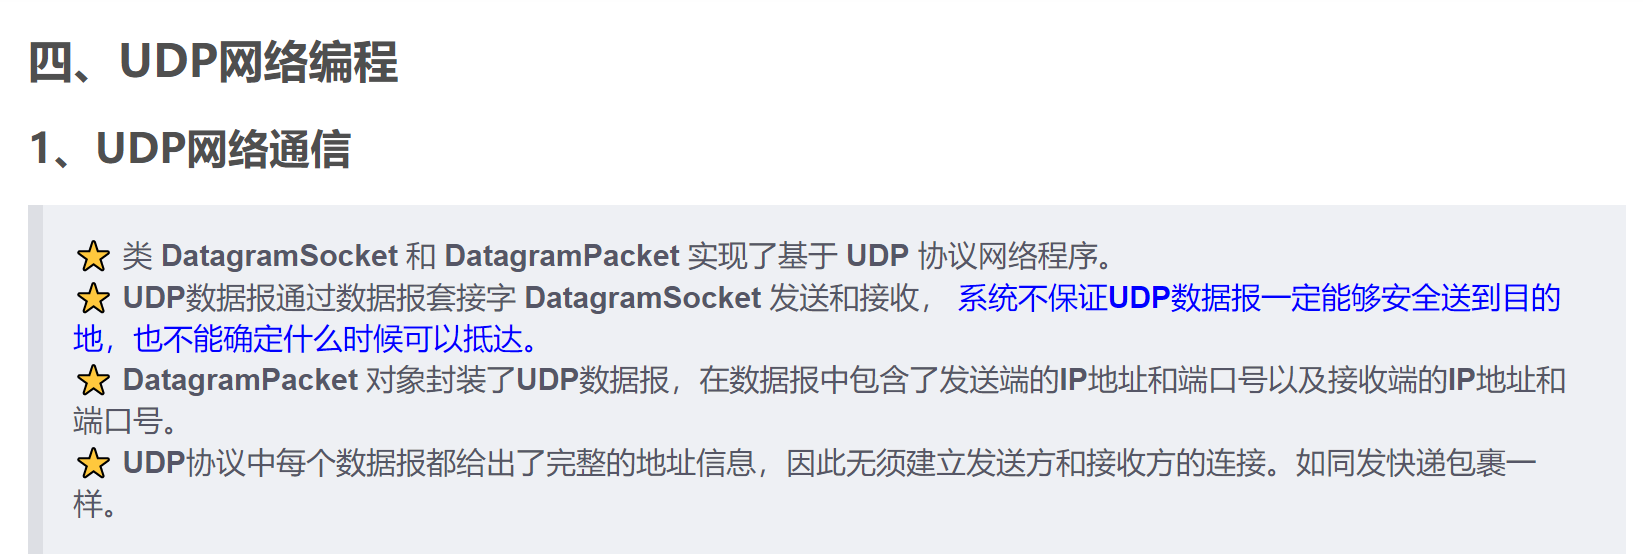 四、UDP网络编程
1、UDP网络通信
⭐ 类 DatagramSocket 和 DatagramPacket 实现了基于 UDP 协议网络程序。
⭐ UDP数据报通过数据报套接字 DatagramSocket 发送和接收， 系统不保证UDP数据报一定能够安全送到目的
地，也不能确定什么时候可以抵达。
⭐ DatagramPacket 对象封装了UDP数据报，在数据报中包含了发送端的IP地址和端口号以及接收端的IP地址和
端口号。
⭐ UDP协议中每个数据报都给出了完整的地址信息，因此无须建立发送方和接收方的连接。如同发快递包裹一
样。